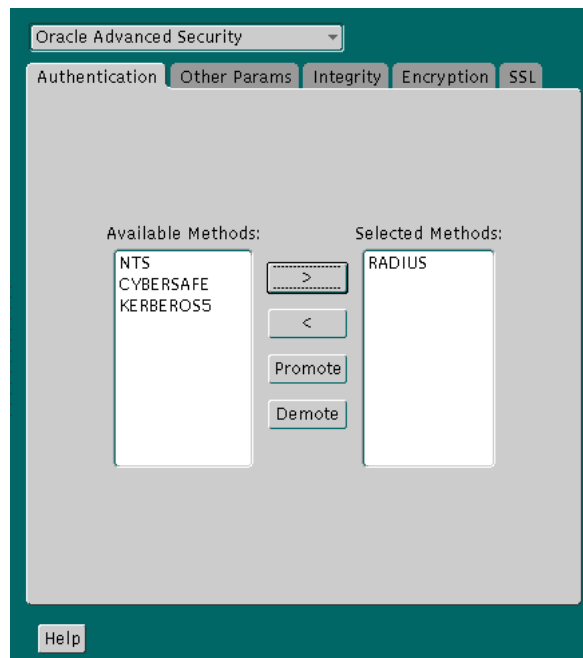 Oracle Advanced Security
Authentication Other Params Integrity Encryption SSL
Available Methods: Selected Methods:
NTS
CYBERSAFE
KERBEROS5
>
<
Promote
Demote
RADIUS
Help